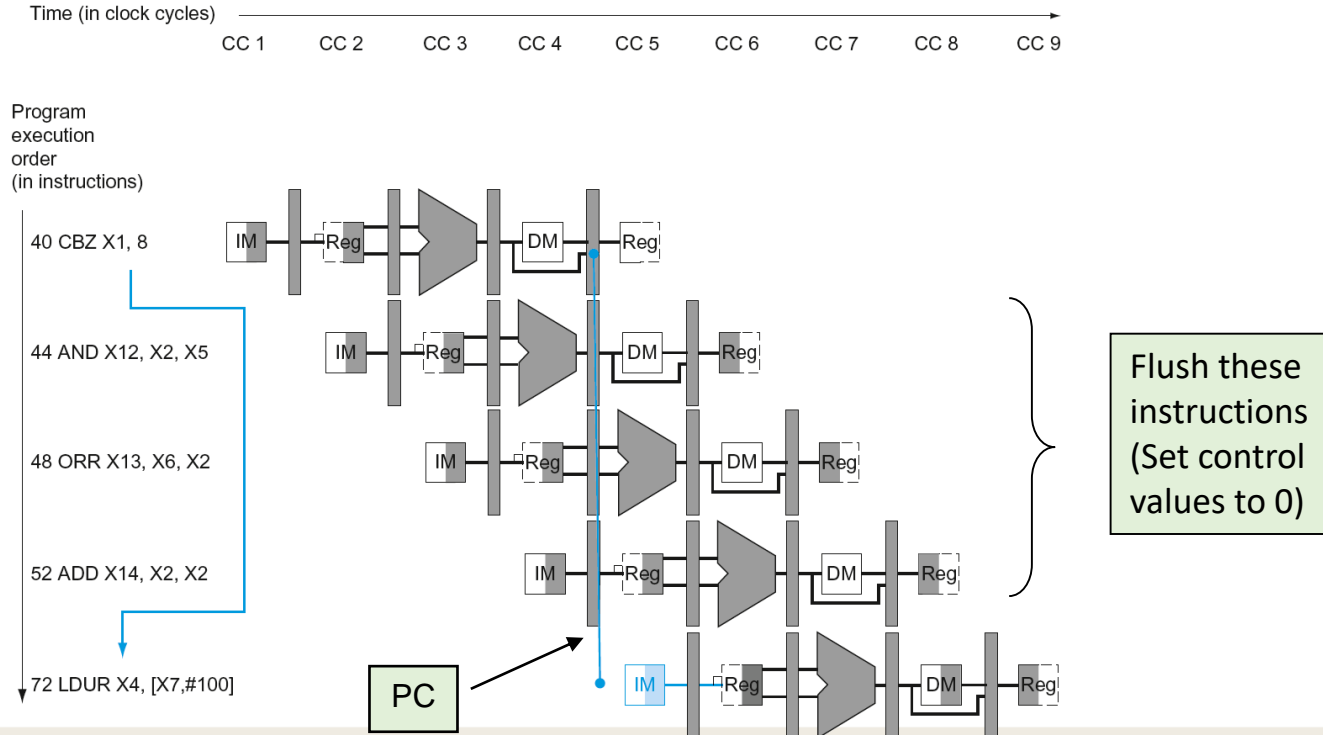 Time (in clock cycles)
CC 1 CC 2 CC 3 CC 4 CC 5 CC 6 CC 7 CC 8 CC 9
Program
execution
order
(in instructions)
40 CBZ X1, 8
IM Reg DM Reg
44 AND X12, X2, X5
IM Reg DM Reg
48 ORR X13, X6, X2
IM Reg DM Reg
52 ADD X14, X2, X2
IM Reg DM Reg
72 LDUR X4, [X7,#100]
IM Reg DM Reg
PC
Flush these
instructions
(Set control
values to 0)